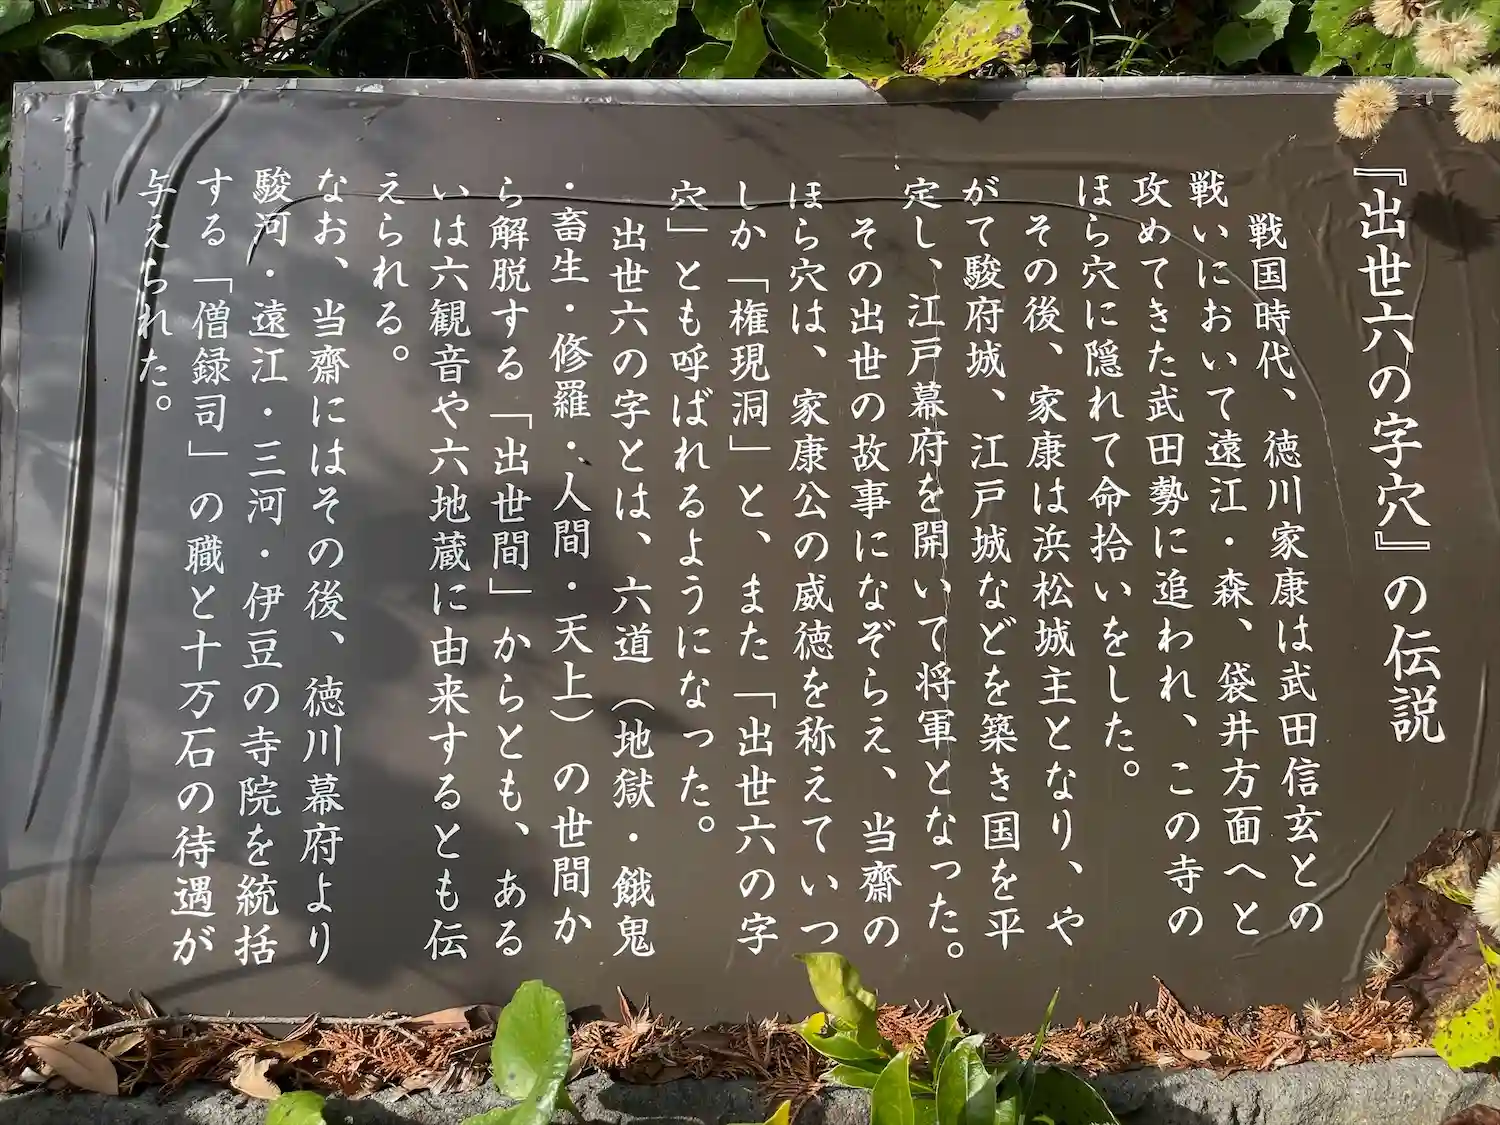 『出世六の字穴』の伝説
戦国時代、徳川家康は武田信玄との
戦いにおいて遠江・森、袋井方面へと
攻めてきた武田勢に追われ、この寺の
ほら穴に隠れて命拾いをした。
その後、家康は浜松城主となり、や
がて駿府城、江戸城などを築き国を平
定し、江戸幕府を開いて将軍となった。
その出世の故事になぞらえ、当齋の
ほら穴は、家康公の威徳を称えていつ
しか「権現洞」と、また「出世六の字
穴」とも呼ばれるようになった。
出世六の字とは、六道（地獄・餓鬼
・畜生・修羅・人間・天上）の世間か
ら解脱する「出世間」からとも、ある
いは六観音や六地蔵に由来するとも伝
えられる。
なお、当齋にはその後、徳川幕府より
駿河・遠江・三河・伊豆の寺院を統括
する「僧録司」の職と十万石の待遇が
与えられた。